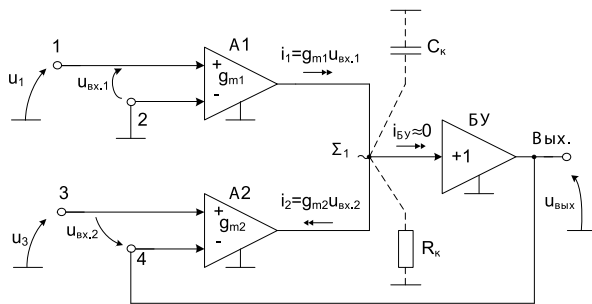 A1
1
i₁=gm1uвх.1
Cк
+
gm1
u₁
uвх.1
-
2
БУ
iБУ≈0
Вых.
Σ₁
+1
3
A2
i₂=gm2uвх.2
+
gm2
uвых
u₃
uвх.2
4
-
Rк